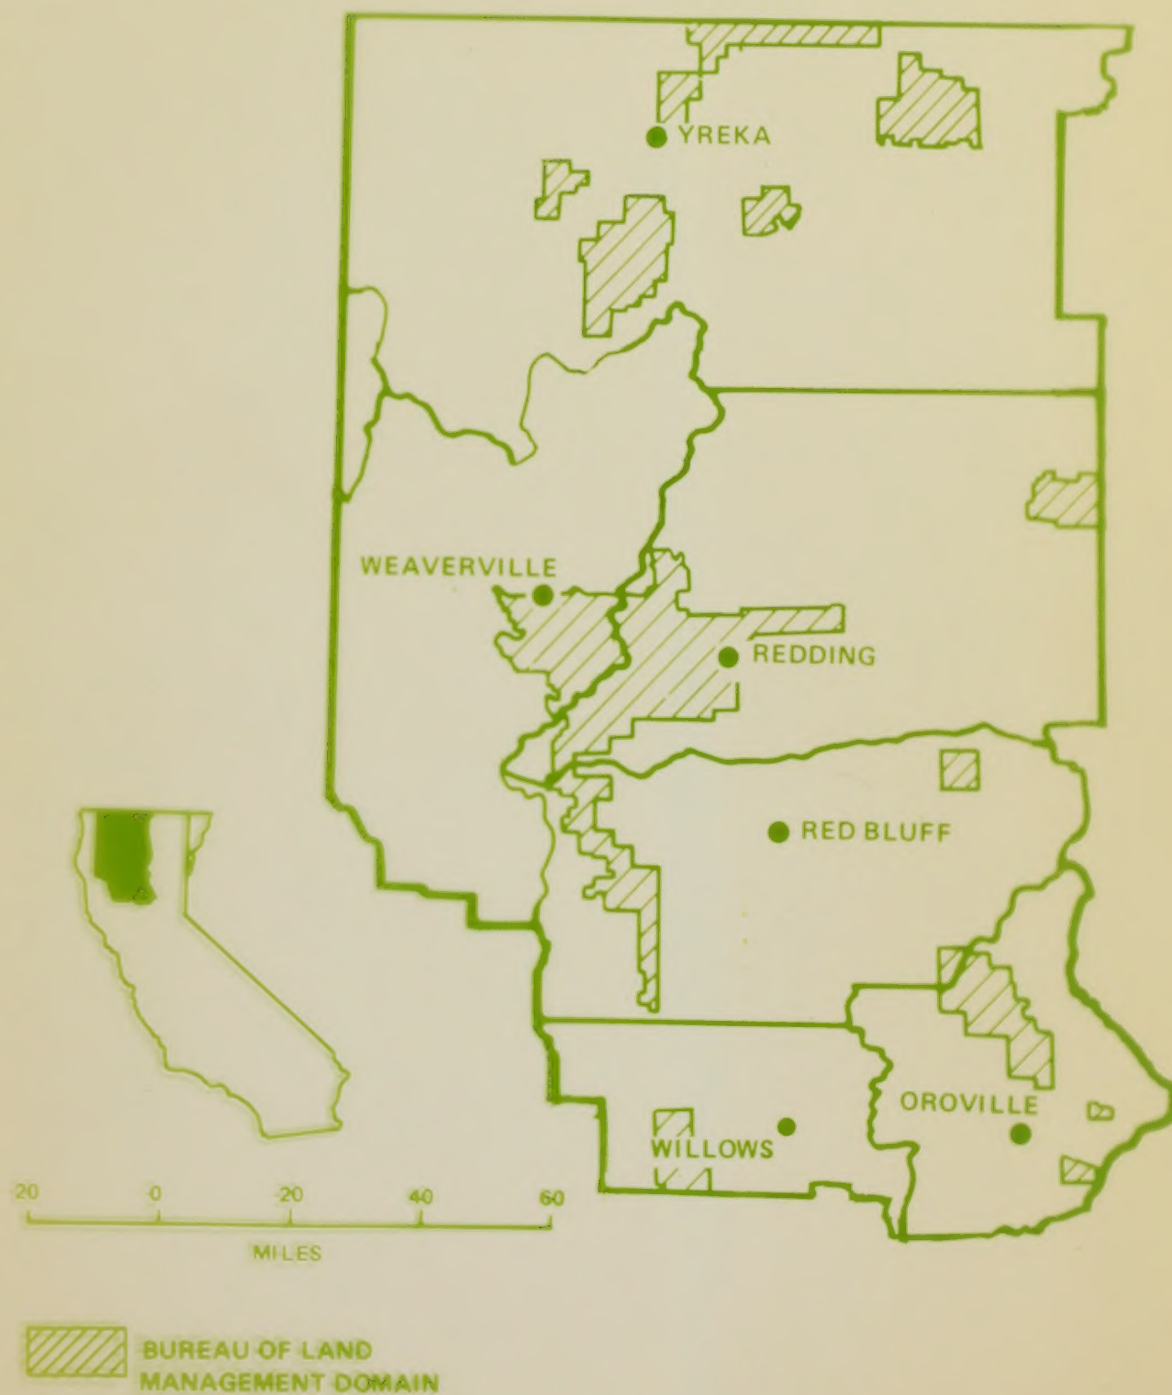 YREKA
WEAVERVILLE
REDDING
RED BLUFF
OROVILLE
WILLOWS
20 0 20 40 60
MILES
BUREAU OF LAND
MANAGEMENT DOMAIN